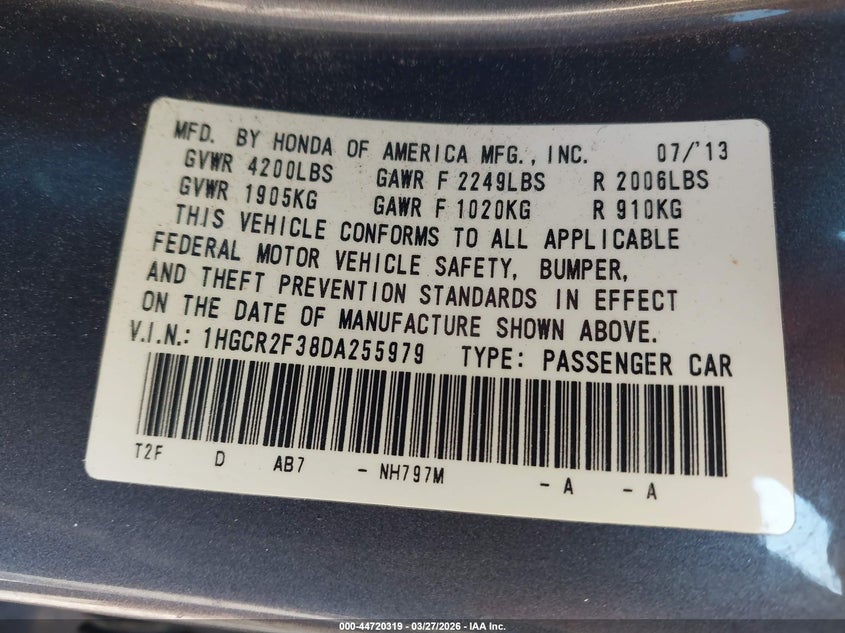 MFD. BY HONDA OF AMERICA MFG., INC. 07/'13
GVWR 4200LBS GAWR F 2249LBS R 2006LBS
GVWR 1905KG GAWR F 1020KG R 910KG
THIS VEHICLE CONFORMS TO ALL APPLICABLE
FEDERAL MOTOR VEHICLE SAFETY, BUMPER,
AND THEFT PREVENTION STANDARDS IN EFFECT
ON THE DATE OF MANUFACTURE SHOWN ABOVE.
V.I.N.: 1HGCR2F38DA255979 TYPE: PASSENGER CAR
T2F D AB7 - NH797M - A - A
000-44720319 - 03/27/2026 - IAA Inc.